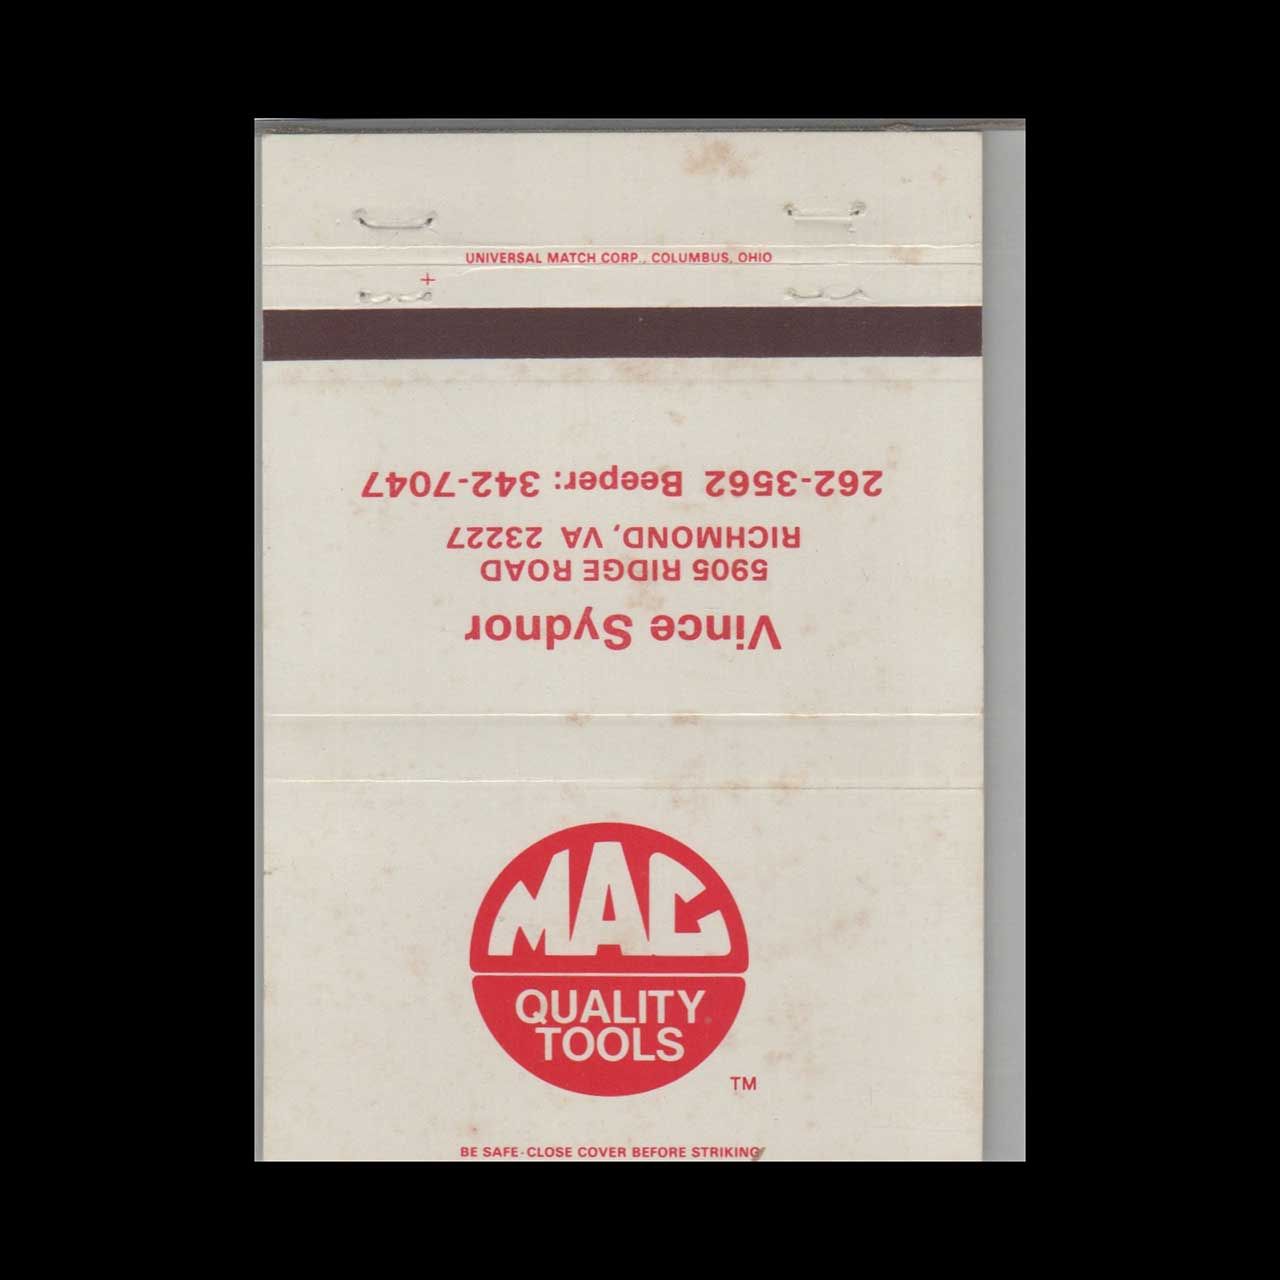 UNIVERSAL MATCH CORP., COLUMBUS, OHIO
Vince Sydnor
5905 RIDGE ROAD
RICHMOND, VA 23227
262-3562 Beeper: 342-7047
MAC
QUALITY
TOOLS
TM
BE SAFE-CLOSE COVER BEFORE STRIKING